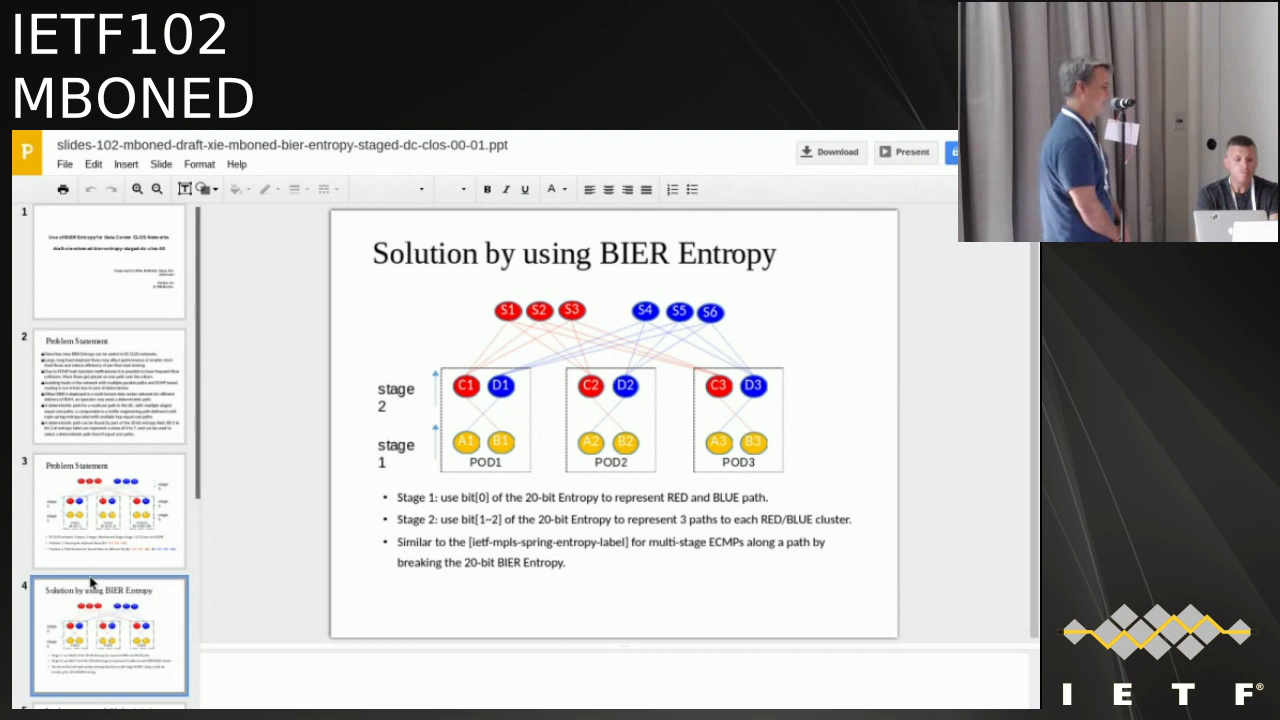 IETF102
MBONED
slides-102-mboned-draft-xie-mboned-bier-entropy-staged-dc-clos-00-01.ppt
File Edit Insert Slide Format Help
Download
Present
B I U A
1
2
Problem Statement
3
Problem Statement
4
Solution by using BIER Entropy
Solution by using BIER Entropy
S1 S2 S3 S4 S5 S6
stage
2
C1 D1 C2 D2 C3 D3
stage
1
A1 B1 A2 B2 A3 B3
POD1 POD2 POD3
• Stage 1: use bit[0] of the 20-bit Entropy to represent RED and BLUE path.
• Stage 2: use bit[1~2] of the 20-bit Entropy to represent 3 paths to each RED/BLUE cluster.
• Similar to the [ietf-mpls-spring-entropy-label] for multi-stage ECMPs along a path by
breaking the 20-bit BIER Entropy.
I E T F®